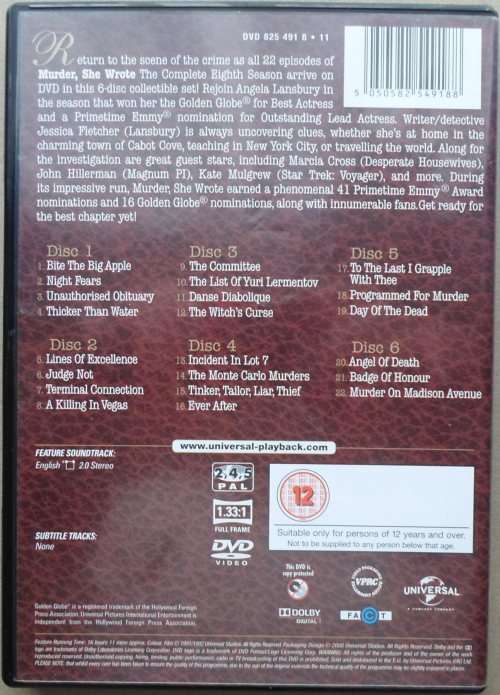 DVD 825 491 8 • 11
5 050582 549188
Return to the scene of the crime as all 22 episodes of
Murder, She Wrote The Complete Eighth Season arrive on
DVD in this 6-disc collectible set! Rejoin Angela Lansbury in
the season that won her the Golden Globe® for Best Actress
and a Primetime Emmy® nomination for Outstanding Lead Actress. Writer/detective
Jessica Fletcher (Lansbury) is always uncovering clues, whether she's at home in the
charming town of Cabot Cove, teaching in New York City, or travelling the world. Along for
the investigation are great guest stars, including Marcia Cross (Desperate Housewives),
John Hillerman (Magnum PI), Kate Mulgrew (Star Trek: Voyager), and more. During
its impressive run, Murder, She Wrote earned a phenomenal 41 Primetime Emmy® Award
nominations and 16 Golden Globe® nominations, along with innumerable fans.Get ready for
the best chapter yet!
Disc 1
1. Bite The Big Apple
2. Night Fears
3. Unauthorised Obituary
4. Thicker Than Water
Disc 2
5. Lines Of Excellence
6. Judge Not
7. Terminal Connection
8. A Killing In Vegas
Disc 3
9. The Committee
10. The List Of Yuri Lermentov
11. Danse Diabolique
12. The Witch's Curse
Disc 4
13. Incident In Lot 7
14. The Monte Carlo Murders
15. Tinker, Tailor, Liar, Thief
16. Ever After
Disc 5
17. To The Last I Grapple
With Thee
18. Programmed For Murder
19. Day Of The Dead
Disc 6
20. Angel Of Death
21. Badge Of Honour
22. Murder On Madison Avenue
www.universal-playback.com
FEATURE SOUNDTRACK:
English 2.0 Stereo
SUBTITLE TRACKS:
None
2,4,5
PAL
1.33:1
FULL FRAME
DVD
VIDEO
12
Suitable only for persons of 12 years and over.
Not to be supplied to any person below that age.
This DVD is
copy protected
DOLBY
DIGITAL
VPRC
FACT
UNIVERSAL
Golden Globe® is a registered trademark of the Hollywood Foreign
Press Association. Universal Pictures International Entertainment is
independent from the Hollywood Foreign Press Association.